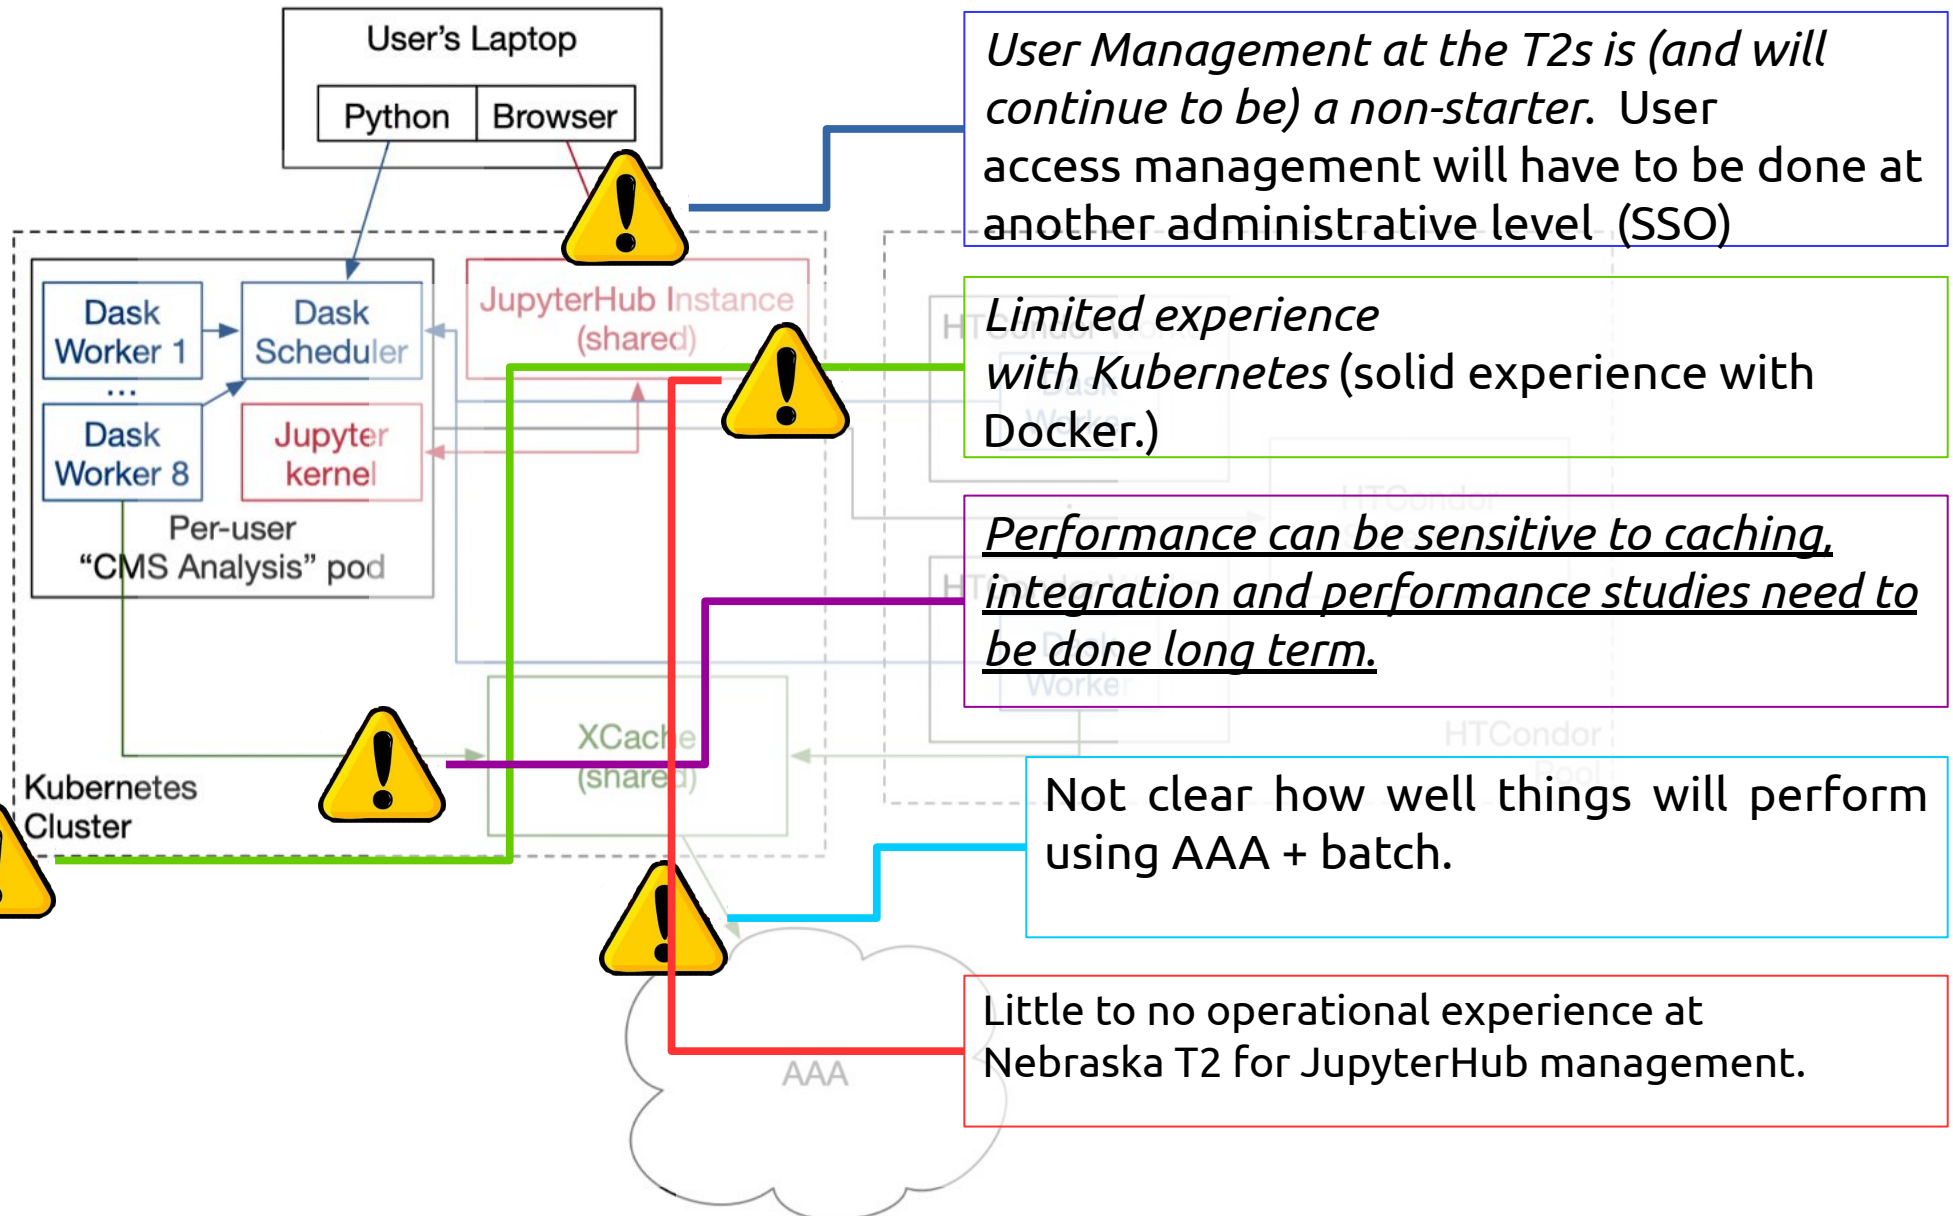 User's Laptop
Python
Browser
Dask
Worker 1
...
Dask
Worker 8
Dask
Scheduler
Jupyter
kernel
Per-user
“CMS Analysis” pod
JupyterHub Instance
(shared)
XCache
(shared)
Kubernetes
Cluster
AAA
Dask
Worker
HTCondor
Dask
Worker
HTCondor
Pool
User Management at the T2s is (and will
continue to be) a non-starter. User
access management will have to be done at
another administrative level (SSO)
Limited experience
with Kubernetes (solid experience with
Docker.)
Performance can be sensitive to caching,
integration and performance studies need to
be done long term.
Not clear how well things will perform
using AAA + batch.
Little to no operational experience at
Nebraska T2 for JupyterHub management.